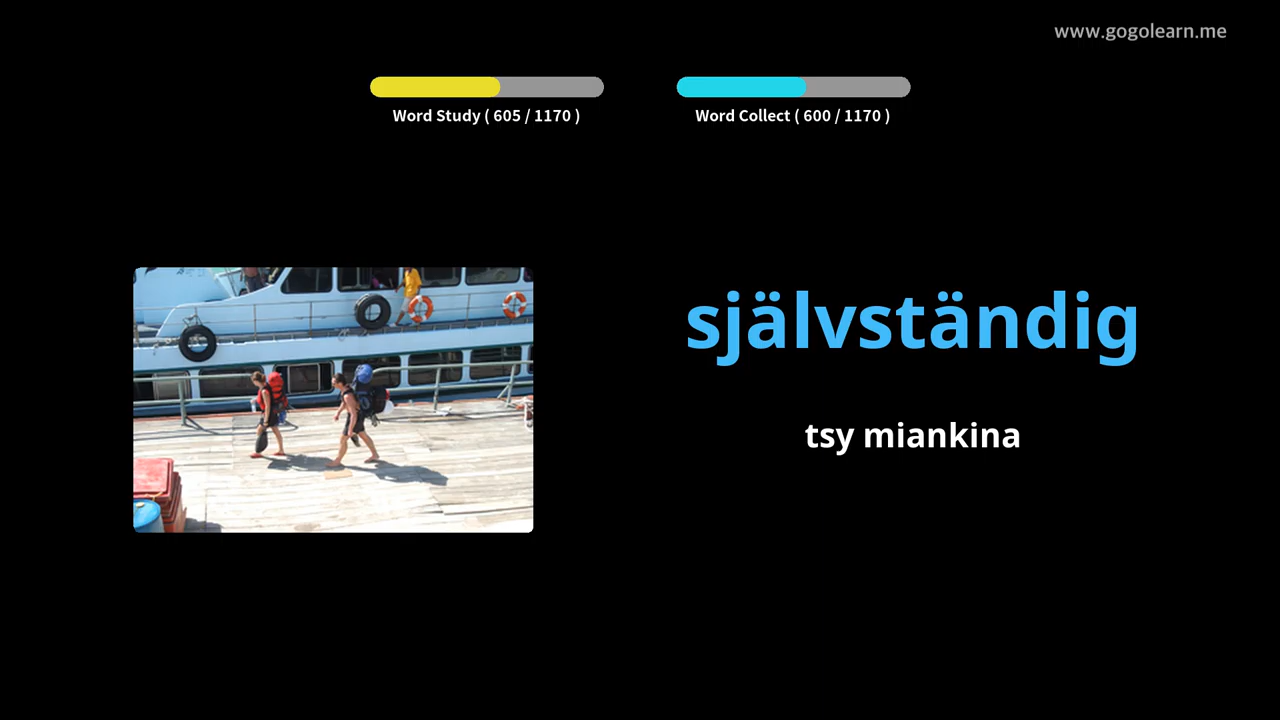 www.gogolearn.me
Word Study ( 605 / 1170 )
Word Collect ( 600 / 1170 )
självständig
tsy miankina